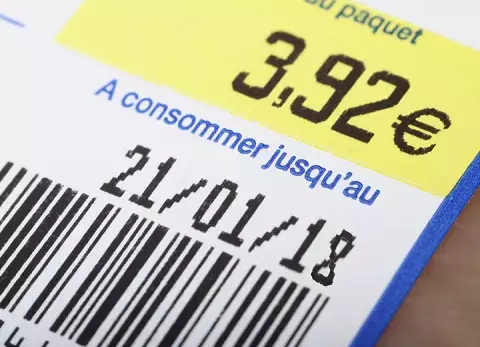 au paquet
3,92€
A consommer jusqu'au
21/01/18